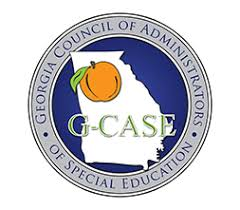 GEORGIA COUNCIL OF ADMINISTRATORS
G-CASE
OF SPECIAL EDUCATION